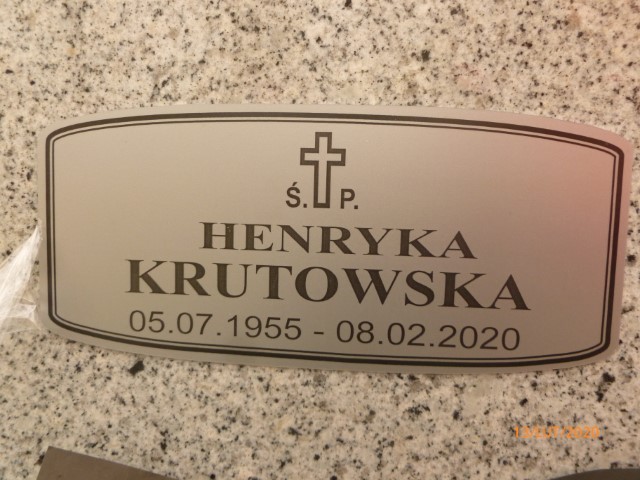 Ś. P.
HENRYKA
KRUTOWSKA
05.07.1955 - 08.02.2020